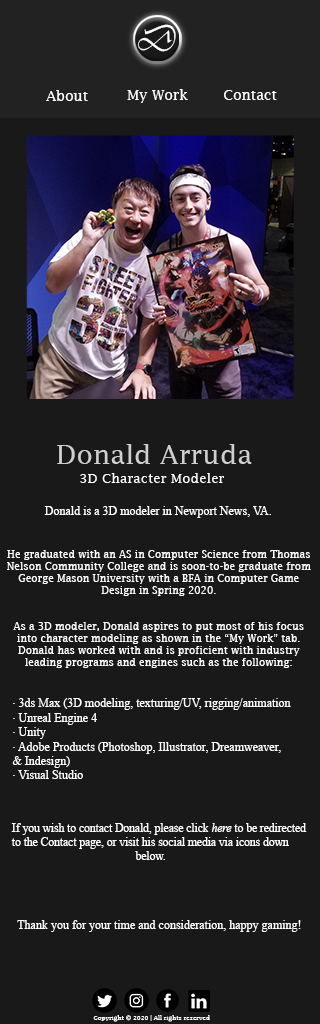 About My Work Contact
STREET
FIGHTER
Donald Arruda
3D Character Modeler
Donald is a 3D modeler in Newport News, VA.
He graduated with an AS in Computer Science from Thomas
Nelson Community College and is soon-to-be graduate from
George Mason University with a BFA in Computer Game
Design in Spring 2020.
As a 3D modeler, Donald aspires to put most of his focus
into character modeling as shown in the “My Work” tab.
Donald has worked with and is proficient with industry
leading programs and engines such as the following:
· 3ds Max (3D modeling, texturing/UV, rigging/animation
· Unreal Engine 4
· Unity
· Adobe Products (Photoshop, Illustrator, Dreamweaver,
& Indesign)
· Visual Studio
If you wish to contact Donald, please click here to be redirected
to the Contact page, or visit his social media via icons down
below.
Thank you for your time and consideration, happy gaming!
Copyright © 2020 | All rights reserved